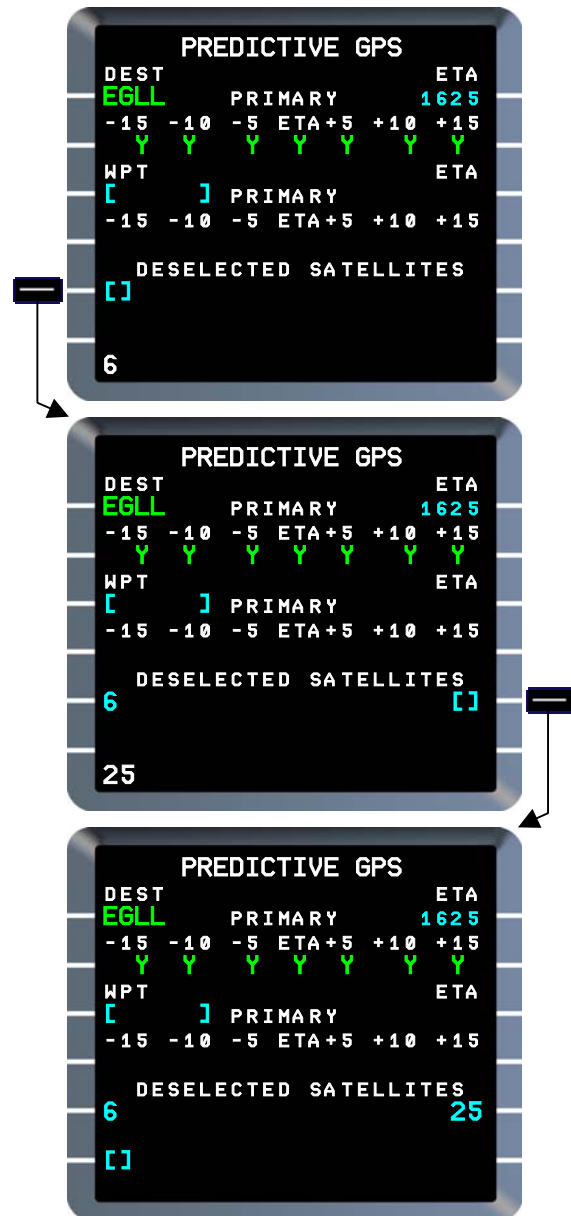 PREDICTIVE GPS
DEST ETA
EGLL PRIMARY 1625
-15 -10 -5 ETA+5 +10 +15
Y Y Y Y Y Y Y
WPT ETA
[ ] PRIMARY
-15 -10 -5 ETA+5 +10 +15
DESELECTED SATELLITES
[]
6
PREDICTIVE GPS
DEST ETA
EGLL PRIMARY 1625
-15 -10 -5 ETA+5 +10 +15
Y Y Y Y Y Y Y
WPT ETA
[ ] PRIMARY
-15 -10 -5 ETA+5 +10 +15
DESELECTED SATELLITES
6 []
25
PREDICTIVE GPS
DEST ETA
EGLL PRIMARY 1625
-15 -10 -5 ETA+5 +10 +15
Y Y Y Y Y Y Y
WPT ETA
[ ] PRIMARY
-15 -10 -5 ETA+5 +10 +15
DESELECTED SATELLITES
6 25
[]